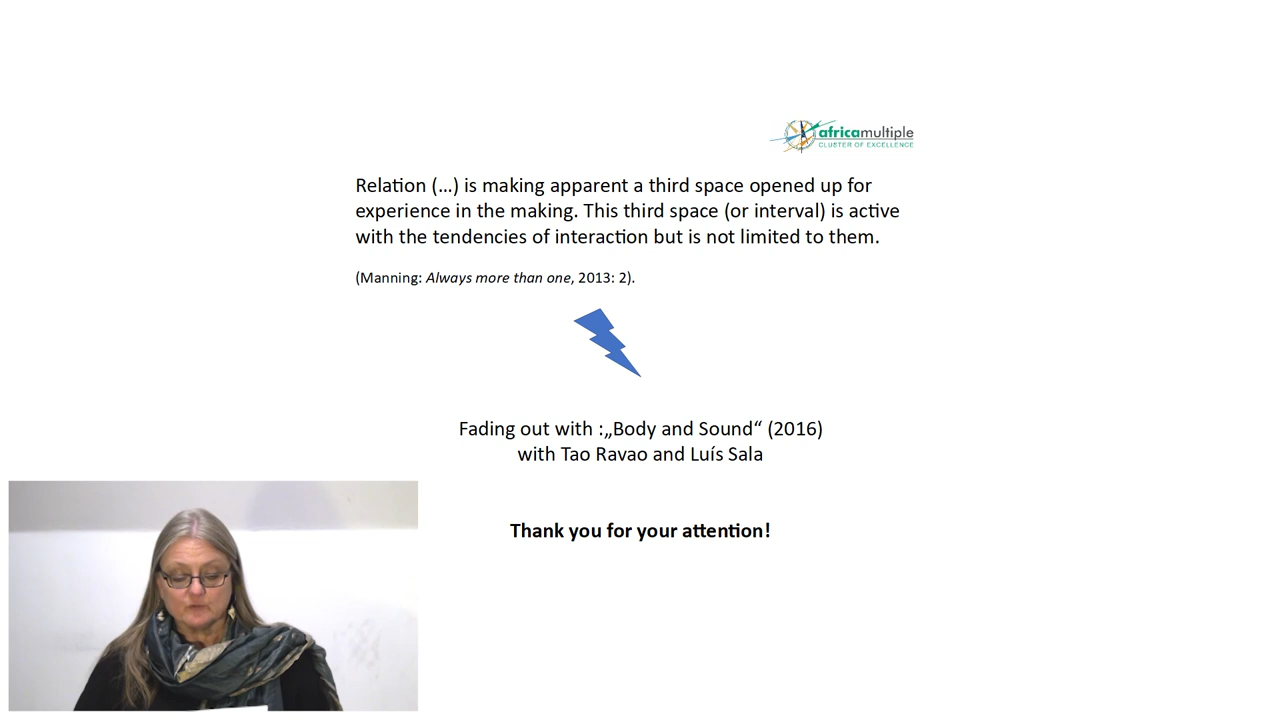 africamultiple
CLUSTER OF EXCELLENCE
Relation (…) is making apparent a third space opened up for
experience in the making. This third space (or interval) is active
with the tendencies of interaction but is not limited to them.
(Manning: Always more than one, 2013: 2).
Fading out with :„Body and Sound“ (2016)
with Tao Ravao and Luís Sala
Thank you for your attention!